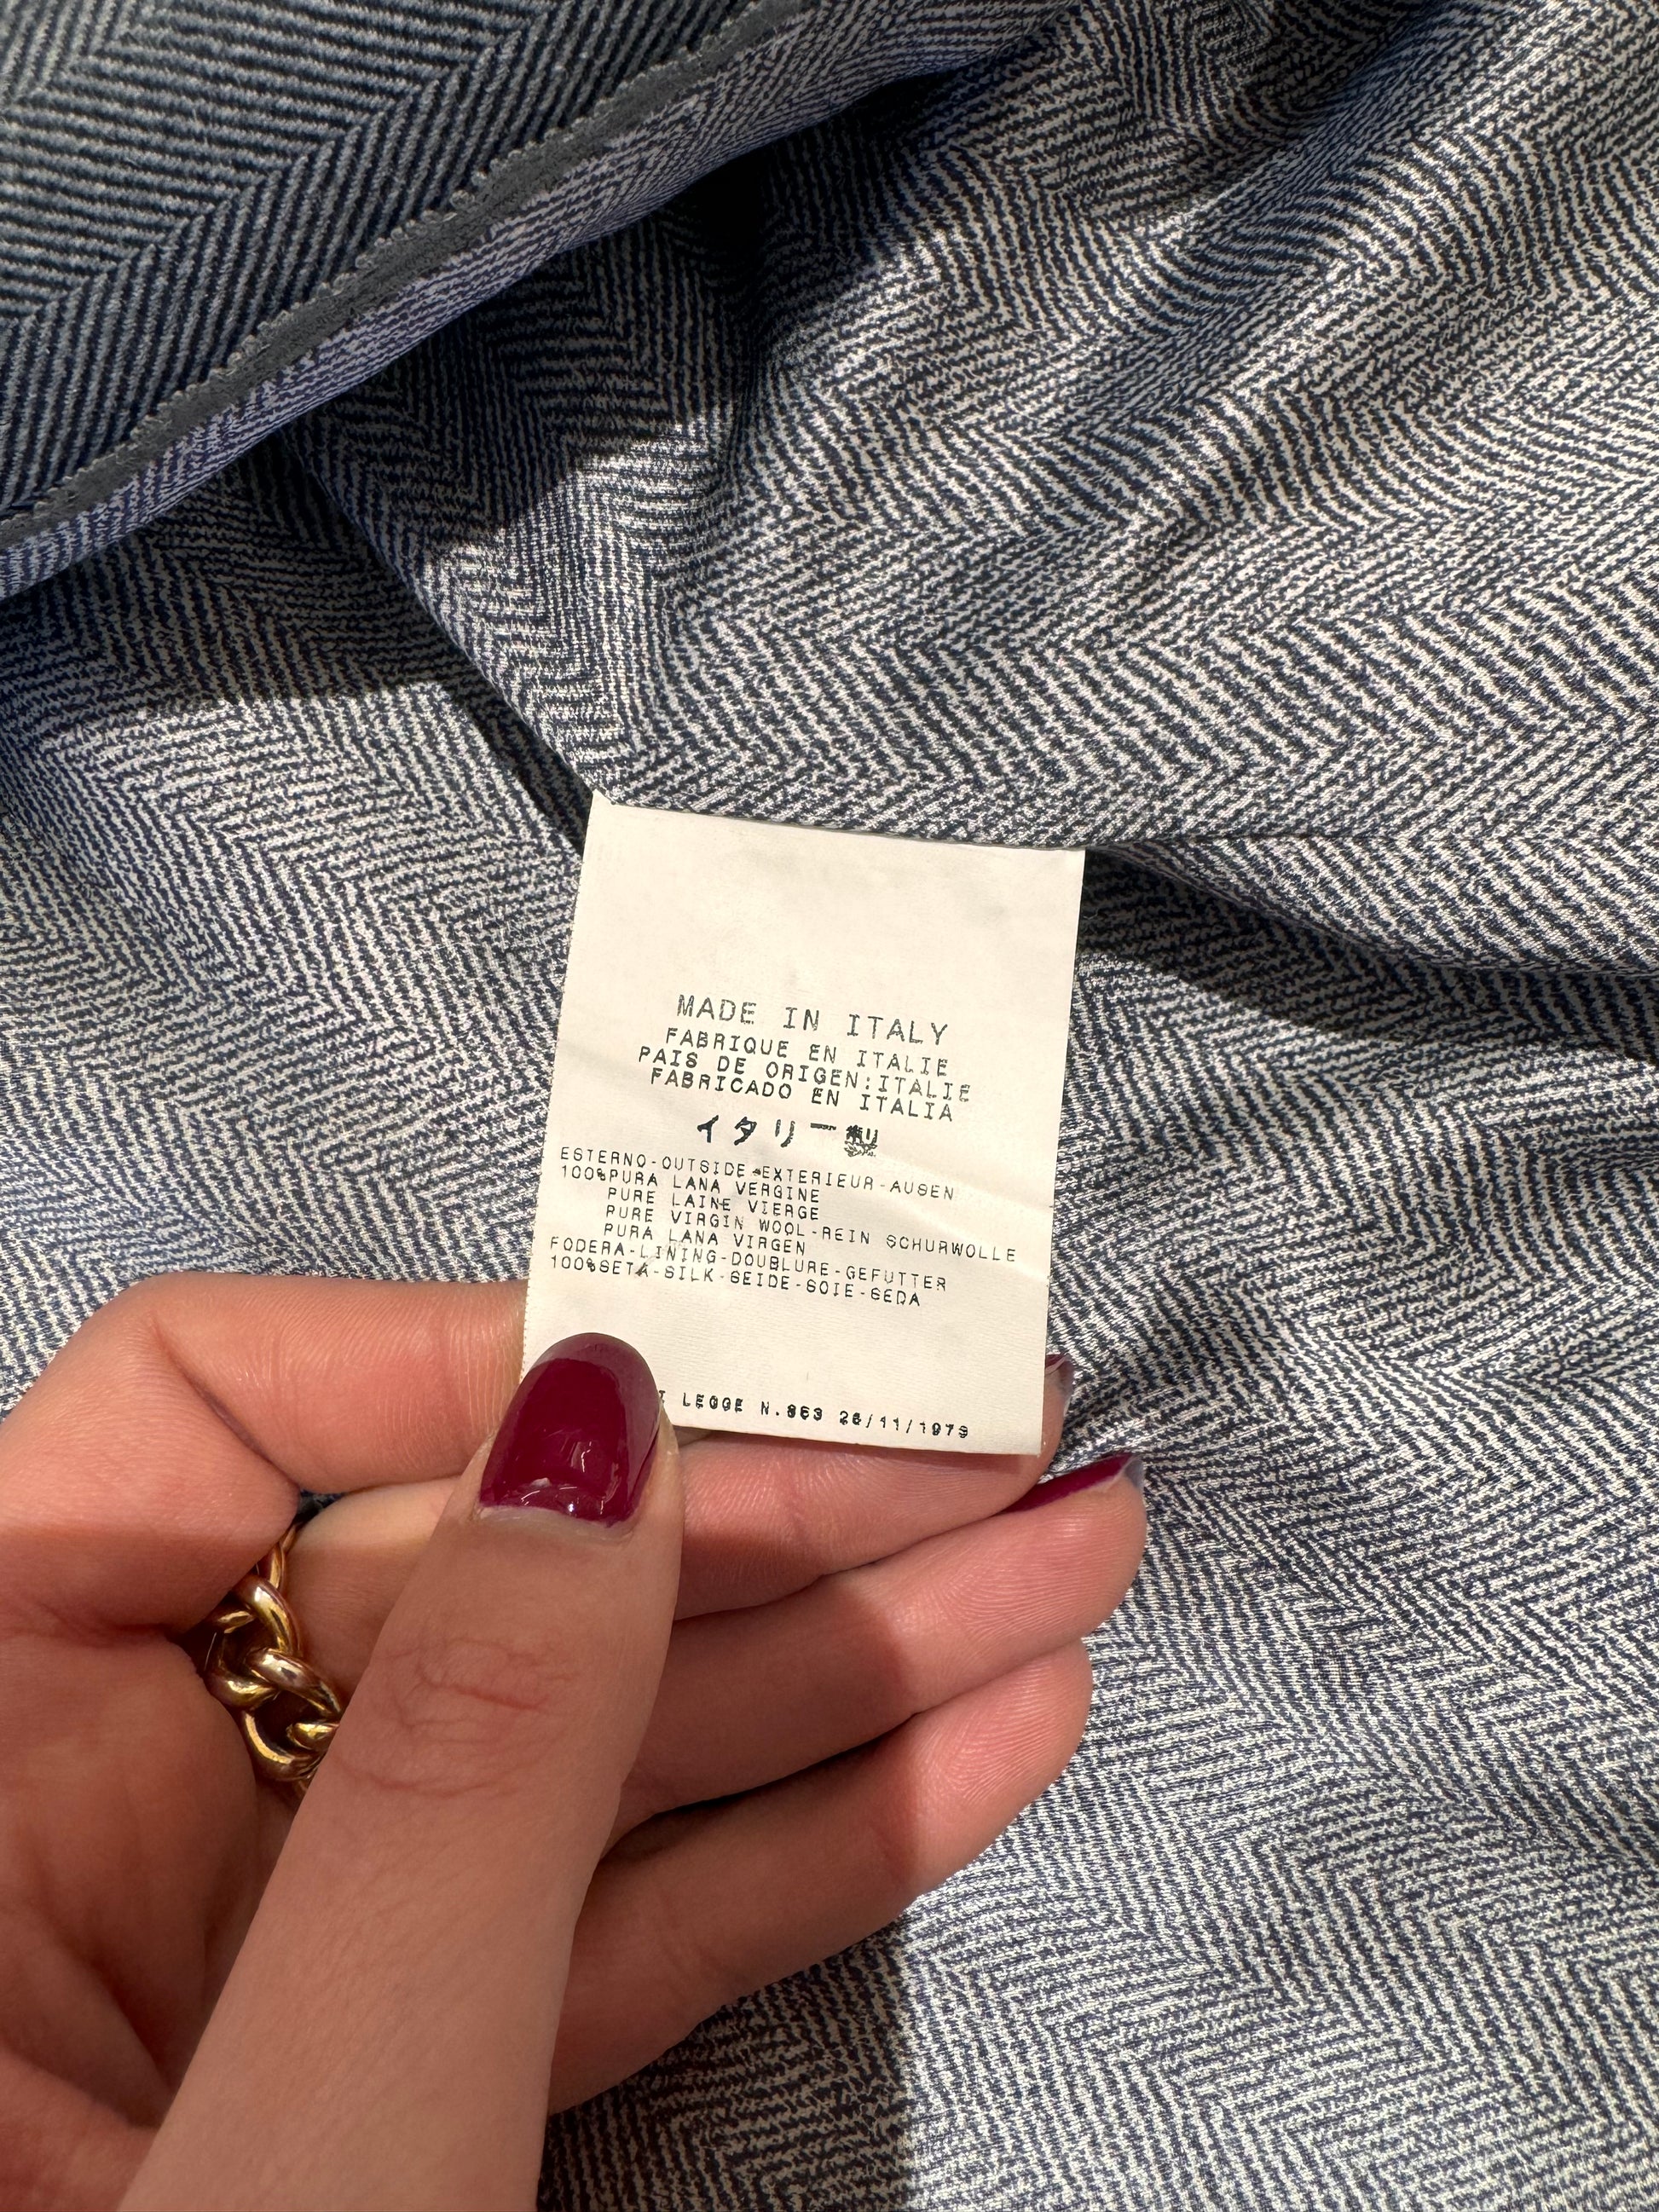 MADE IN ITALY
FABRIQUE EN ITALIE
PAIS DE ORIGEN:ITALIE
FABRICADO EN ITALIA
イタリー製
ESTERNO-OUTSIDE-EXTERIEUR-AUSEN
100%PURA LANA VERGINE
PURE LAINE VIERGE
PURE VIRGIN WOOL-REIN SCHURWOLLE
PURA LANA VIRGEN
FODERA-LINING-DOUBLURE-GEFUTTER
100%SETA-SILK-SEIDE-SOIE-SEDA
LEGGE N.883 26/11/1973